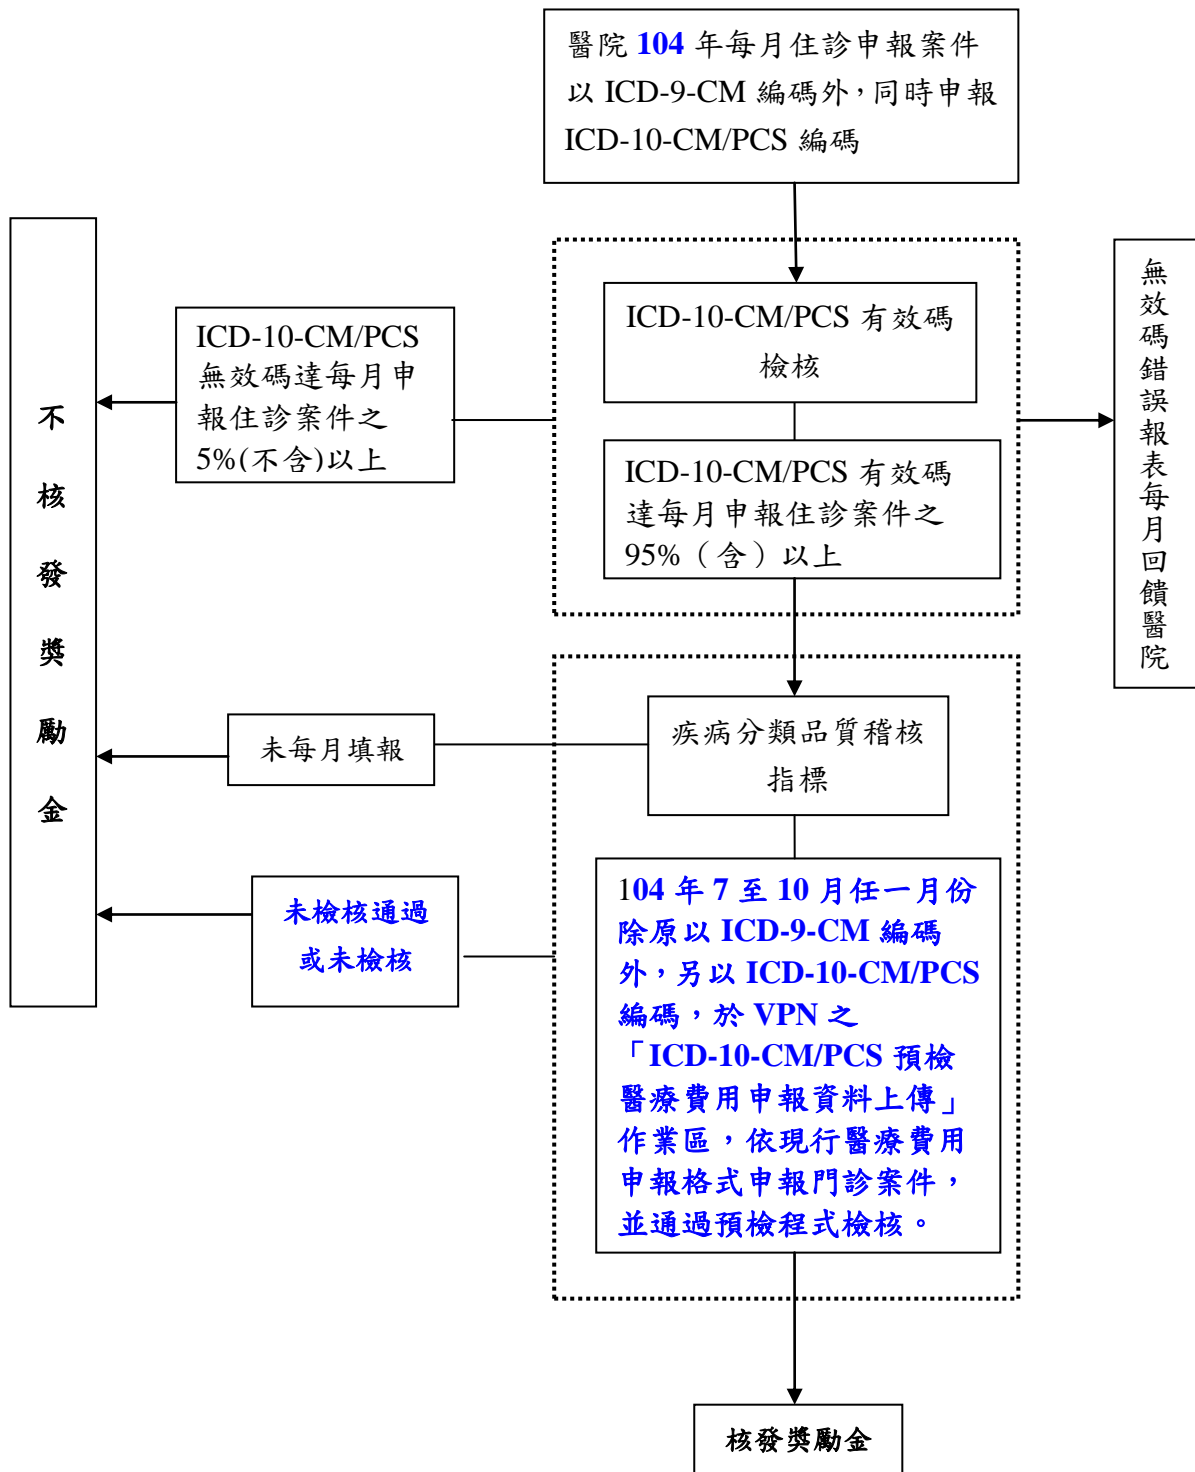 醫院 104 年每月住診申報案件
以 ICD-9-CM 編碼外，同時申報
ICD-10-CM/PCS 編碼
不核發獎勵金
ICD-10-CM/PCS
無效碼達每月申
報住診案件之
5%(不含)以上
ICD-10-CM/PCS 有效碼
檢核
ICD-10-CM/PCS 有效碼
達每月申報住診案件之
95%（含）以上
無效碼錯誤報表每月回饋醫院
未每月填報
疾病分類品質稽核
指標
未檢核通過
或未檢核
104 年 7 至 10 月任一月份
除原以 ICD-9-CM 編碼
外，另以 ICD-10-CM/PCS
編碼，於 VPN 之
「ICD-10-CM/PCS 預檢
醫療費用申報資料上傳」
作業區，依現行醫療費用
申報格式申報門診案件，
並通過預檢程式檢核。
核發獎勵金